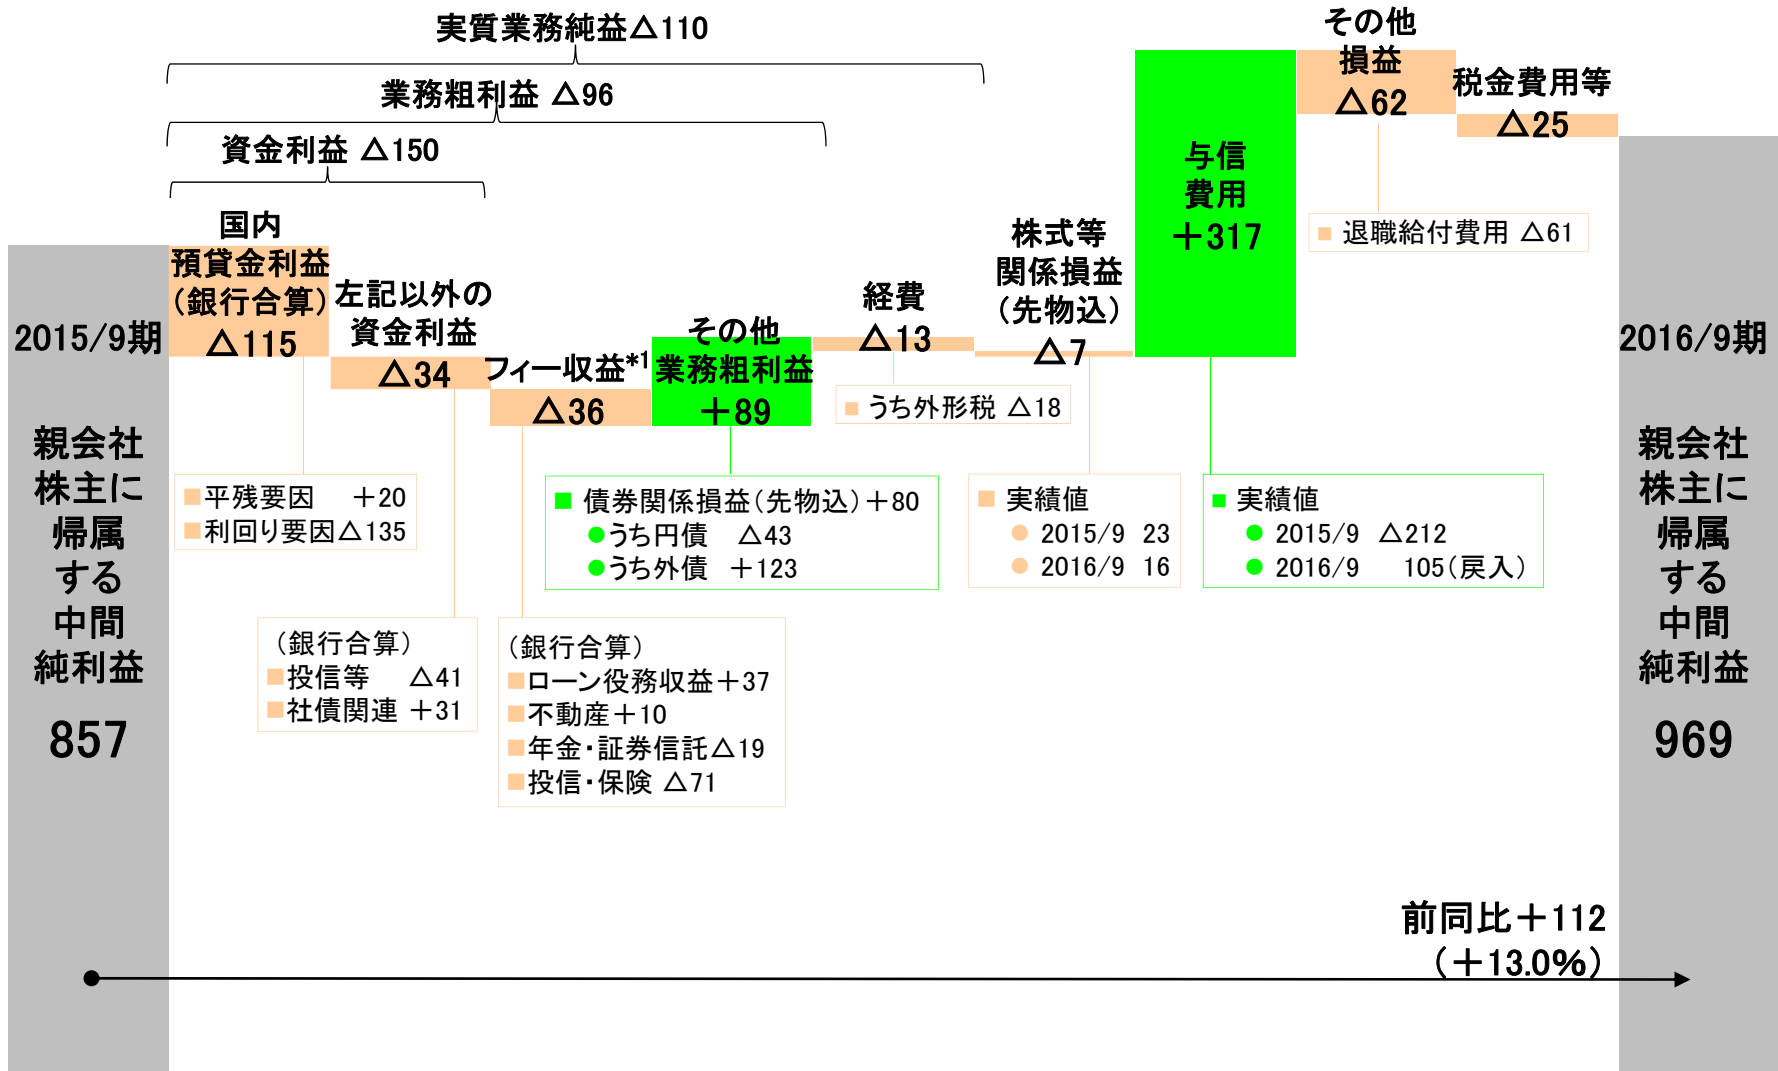 実質業務純益△110
業務粗利益 △96
資金利益 △150
2015/9期
親会社
株主に
帰属
する
中間
純利益
857
国内
預貸金利益
(銀行合算)
△115
■平残要因 +20
■利回り要因△135
左記以外の
資金利益
△34
(銀行合算)
■投信等 △41
■社債関連 +31
フィー収益*1
△36
(銀行合算)
■ローン役務収益+37
■不動産+10
■年金・証券信託△19
■投信・保険 △71
その他
業務粗利益
+89
■ 債券関係損益(先物込)+80
●うち円債 △43
●うち外債 +123
経費
△13
■ うち外形税 △18
株式等
関係損益
(先物込)
△7
■ 実績値
● 2015/9 23
● 2016/9 16
与信
費用
+317
■ 実績値
● 2015/9 △212
● 2016/9 105(戻入)
その他
損益
△62
■ 退職給付費用 △61
税金費用等
△25
2016/9期
親会社
株主に
帰属
する
中間
純利益
969
前同比+112
(+13.0%)